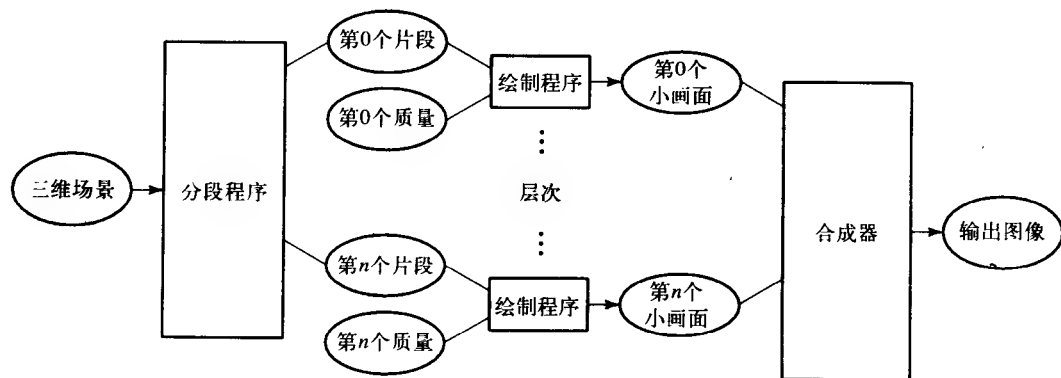 三维场景
分段程序
第0个片段
第0个质量
绘制程序
第0个
小画面
⋮
层次
⋮
第n个片段
第n个质量
绘制程序
第n个
小画面
合成器
输出图像